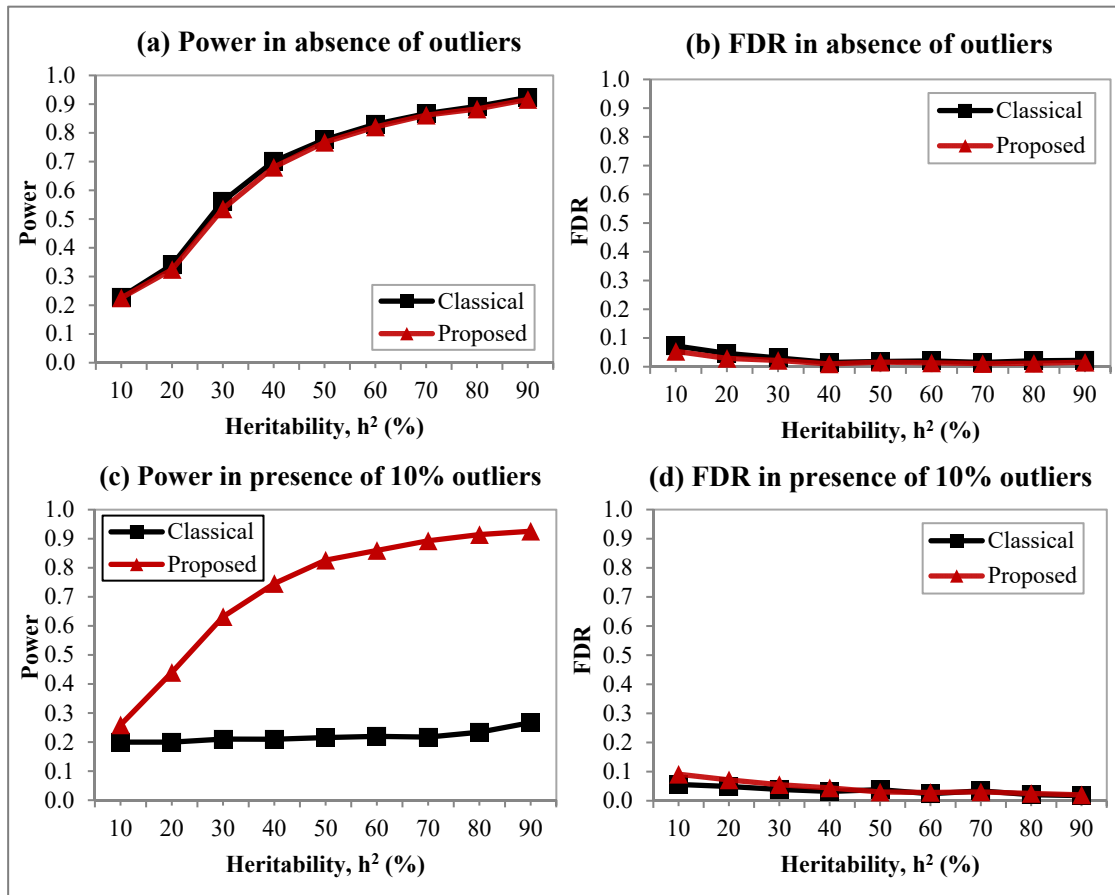 (a) Power in absence of outliers
1.0
0.9
0.8
0.7
0.6
0.5
0.4
0.3
0.2
0.1
0.0
Power
Classical
Proposed
10 20 30 40 50 60 70 80 90
Heritability, h² (%)
(b) FDR in absence of outliers
1.0
0.9
0.8
0.7
0.6
0.5
0.4
0.3
0.2
0.1
0.0
FDR
Classical
Proposed
10 20 30 40 50 60 70 80 90
Heritability, h² (%)
(c) Power in presence of 10% outliers
1.0
0.9
0.8
0.7
0.6
0.5
0.4
0.3
0.2
0.1
0.0
Power
Classical
Proposed
10 20 30 40 50 60 70 80 90
Heritability, h² (%)
(d) FDR in presence of 10% outliers
1.0
0.9
0.8
0.7
0.6
0.5
0.4
0.3
0.2
0.1
0.0
FDR
Classical
Proposed
10 20 30 40 50 60 70 80 90
Heritability, h² (%)